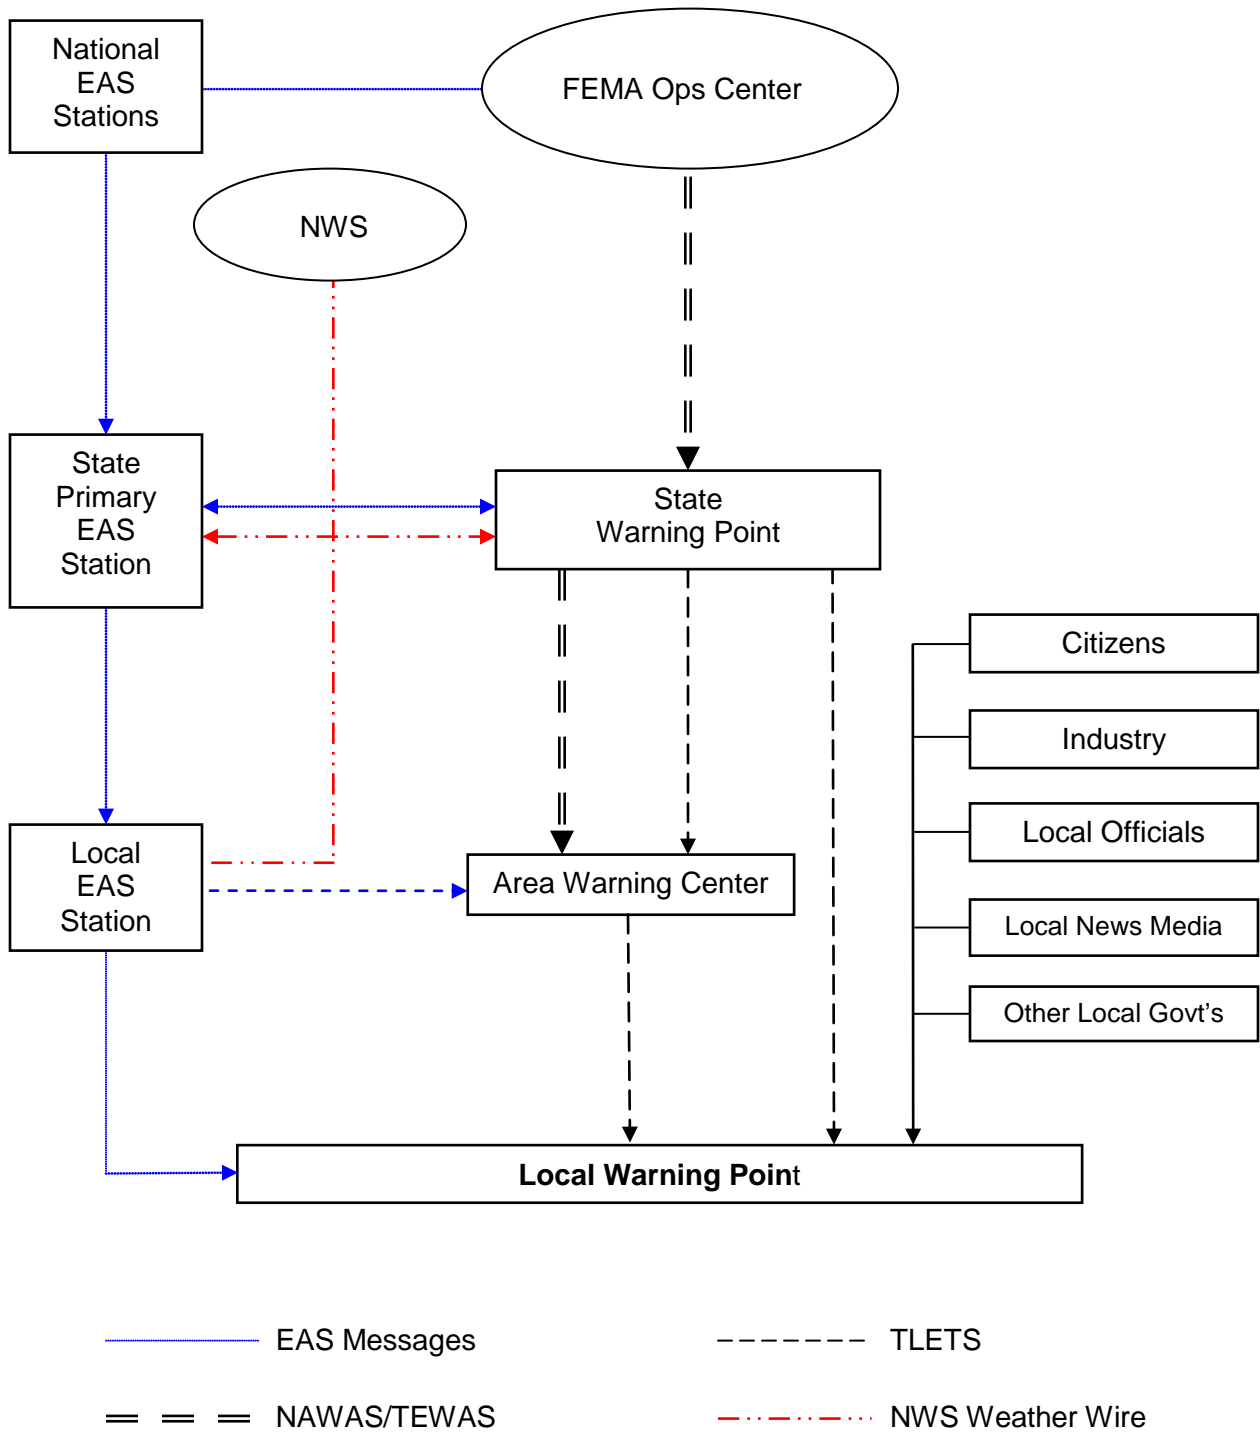 National
EAS
Stations
FEMA Ops Center
NWS
State
Primary
EAS
Station
State
Warning Point
Citizens
Industry
Local Officials
Local News Media
Other Local Govt's
Local
EAS
Station
Area Warning Center
Local Warning Point
EAS Messages
TLETS
NAWAS/TEWAS
NWS Weather Wire